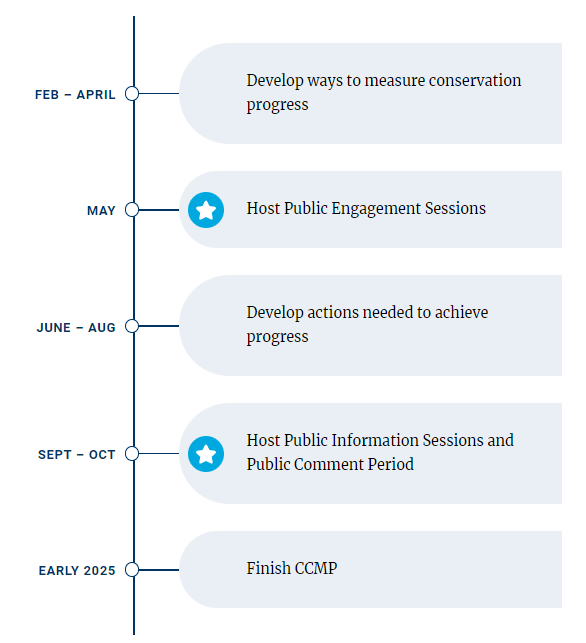 FEB – APRIL
Develop ways to measure conservation
progress
MAY
Host Public Engagement Sessions
JUNE – AUG
Develop actions needed to achieve
progress
SEPT – OCT
Host Public Information Sessions and
Public Comment Period
EARLY 2025
Finish CCMP